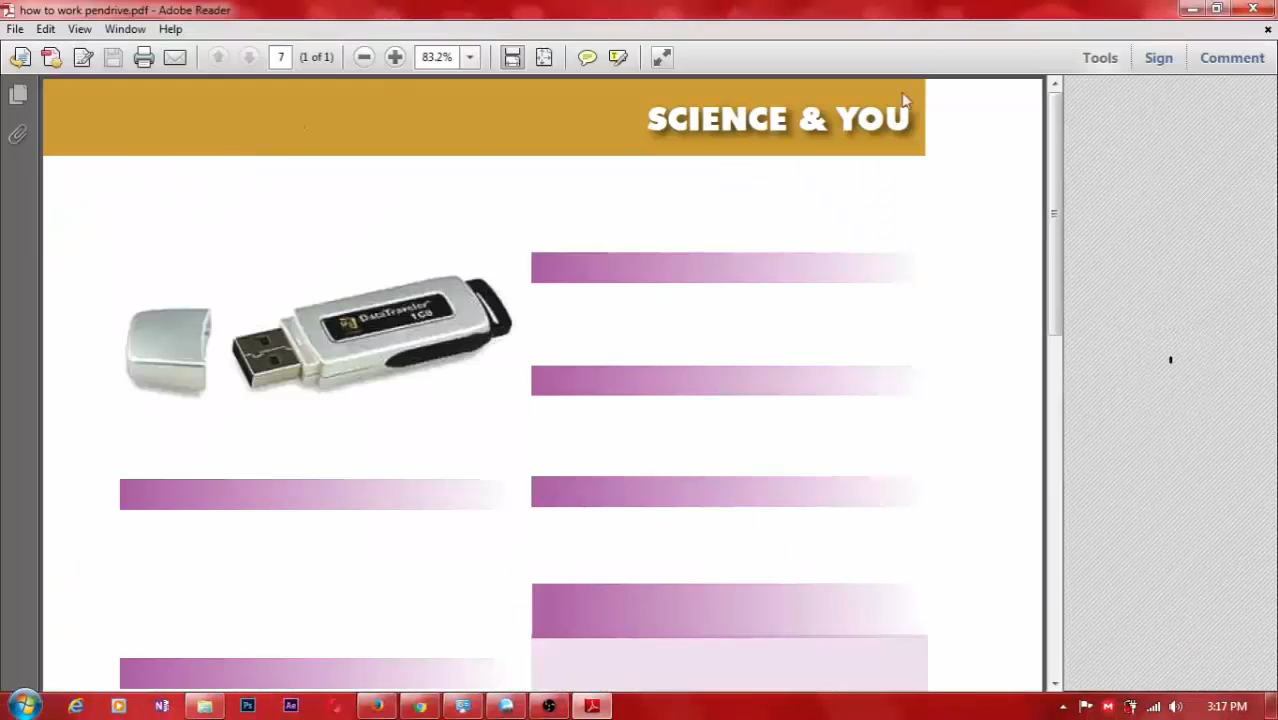 how to work pendrive.pdf - Adobe Reader
File Edit View Window Help
7 (1 of 1) 83.2% Tools Sign Comment
SCIENCE & YOU
DataTraveler
1GB
3:17 PM